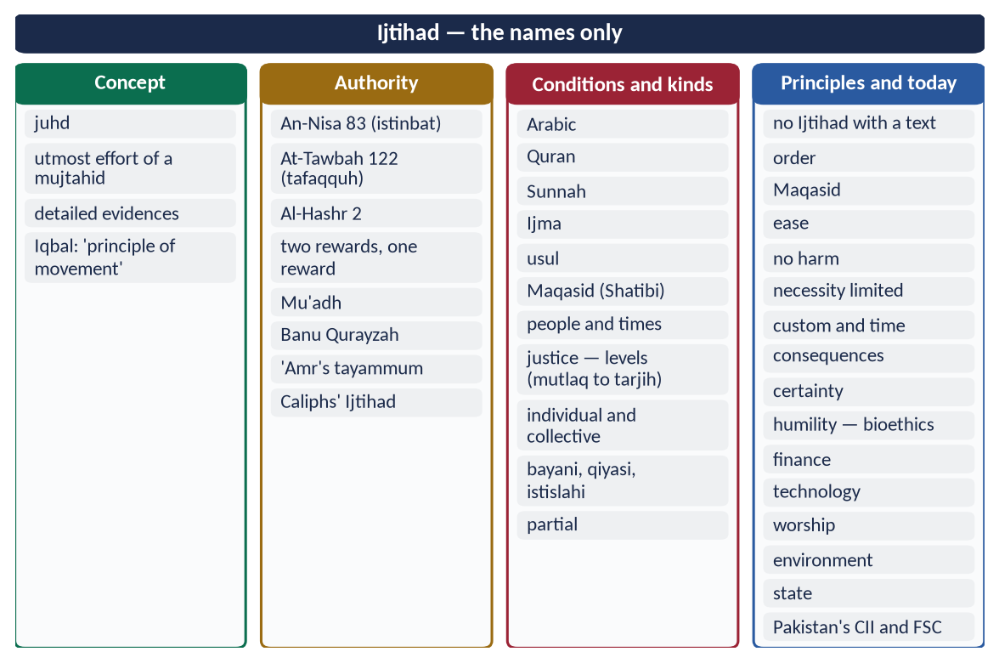 Ijtihad — the names only
Concept
juhd
utmost effort of a
mujtahid
detailed evidences
Iqbal: 'principle of
movement'
Authority
An-Nisa 83 (istinbat)
At-Tawbah 122
(tafaqquh)
Al-Hashr 2
two rewards, one
reward
Mu'adh
Banu Qurayzah
'Amr's tayammum
Caliphs' Ijtihad
Conditions and kinds
Arabic
Quran
Sunnah
Ijma
usul
Maqasid (Shatibi)
people and times
justice — levels
(mutlaq to tarjih)
individual and
collective
bayani, qiyasi,
istislahi
partial
Principles and today
no Ijtihad with a text
order
Maqasid
ease
no harm
necessity limited
custom and time
consequences
certainty
humility — bioethics
finance
technology
worship
environment
state
Pakistan's CII and FSC